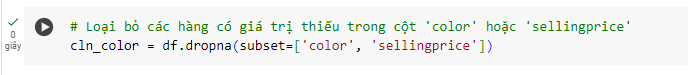 # Loại bỏ các hàng có giá trị thiếu trong cột 'color' hoặc 'sellingprice'
0
cln_color = df.dropna(subset=['color', 'sellingprice'])
giây